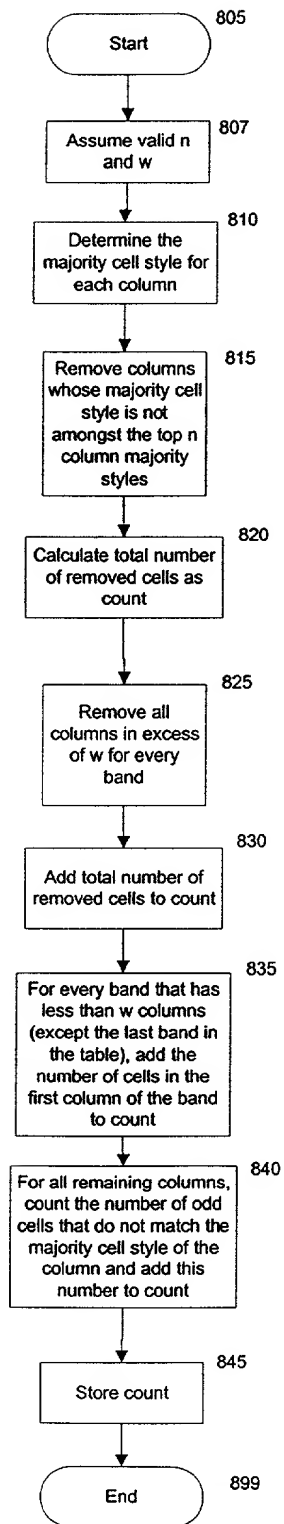 805
Start
807
Assume valid n
and w
810
Determine the
majority cell style for
each column
815
Remove columns
whose majority cell
style is not
amongst the top n
column majority
styles
820
Calculate total number
of removed cells as
count
825
Remove all
columns in excess
of w for every
band
830
Add total number of
removed cells to count
835
For every band that has
less than w columns
(except the last band in
the table), add the
number of cells in the
first column of the band
to count
840
For all remaining columns,
count the number of odd
cells that do not match the
majority cell style of the
column and add this
number to count
845
Store count
End
899